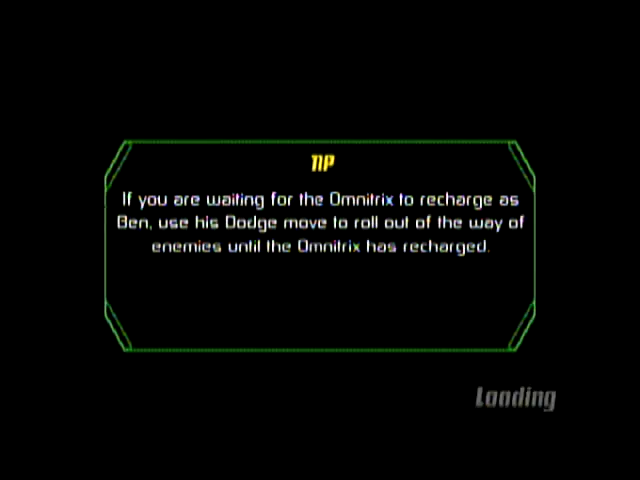 TIP
If you are waiting for the Omnitrix to recharge as
Ben, use his Dodge move to roll out of the way of
enemies until the Omnitrix has recharged.
Loading